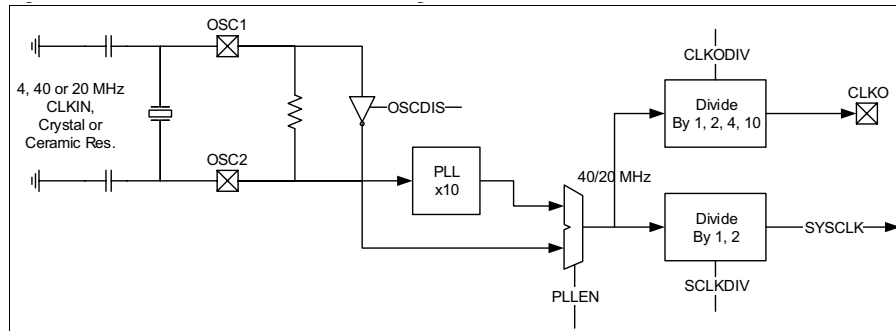 OSC1
4, 40 or 20 MHz
CLKIN,
Crystal or
Ceramic Res.
OSCDIS
OSC2
PLL
x10
40/20 MHz
PLLEN
CLKODIV
Divide
By 1, 2, 4, 10
CLKO
Divide
By 1, 2
SYSCLK
SCLKDIV